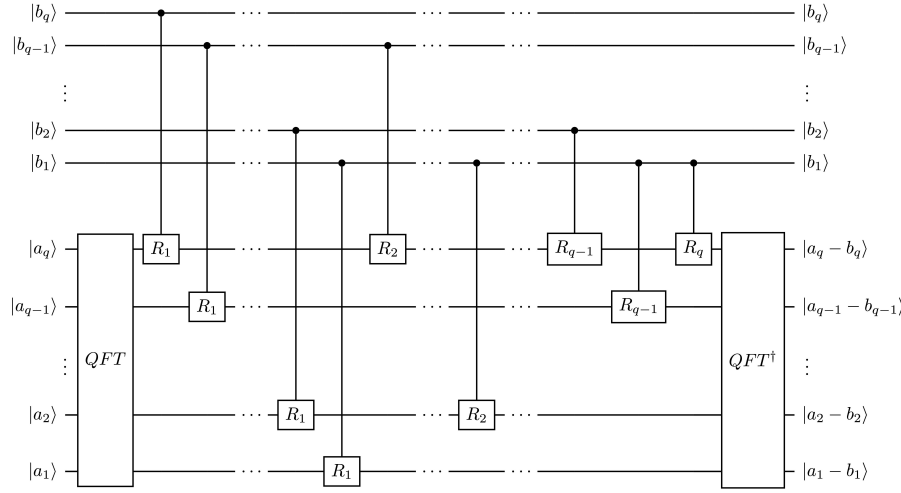 |b_q⟩ ··· ··· ··· |b_q⟩
|b_{q−1}⟩ ··· ··· ··· |b_{q−1}⟩
⋮ ⋮
|b_2⟩ ··· ··· ··· |b_2⟩
|b_1⟩ ··· ··· ··· |b_1⟩
|a_q⟩ R_1 ··· R_2 ··· ··· R_{q−1} R_q |a_q − b_q⟩
|a_{q−1}⟩ R_1 ··· ··· ··· R_{q−1} |a_{q−1} − b_{q−1}⟩
⋮ QFT QFT^† ⋮
|a_2⟩ ··· R_1 ··· R_2 ··· |a_2 − b_2⟩
|a_1⟩ ··· R_1 ··· ··· |a_1 − b_1⟩